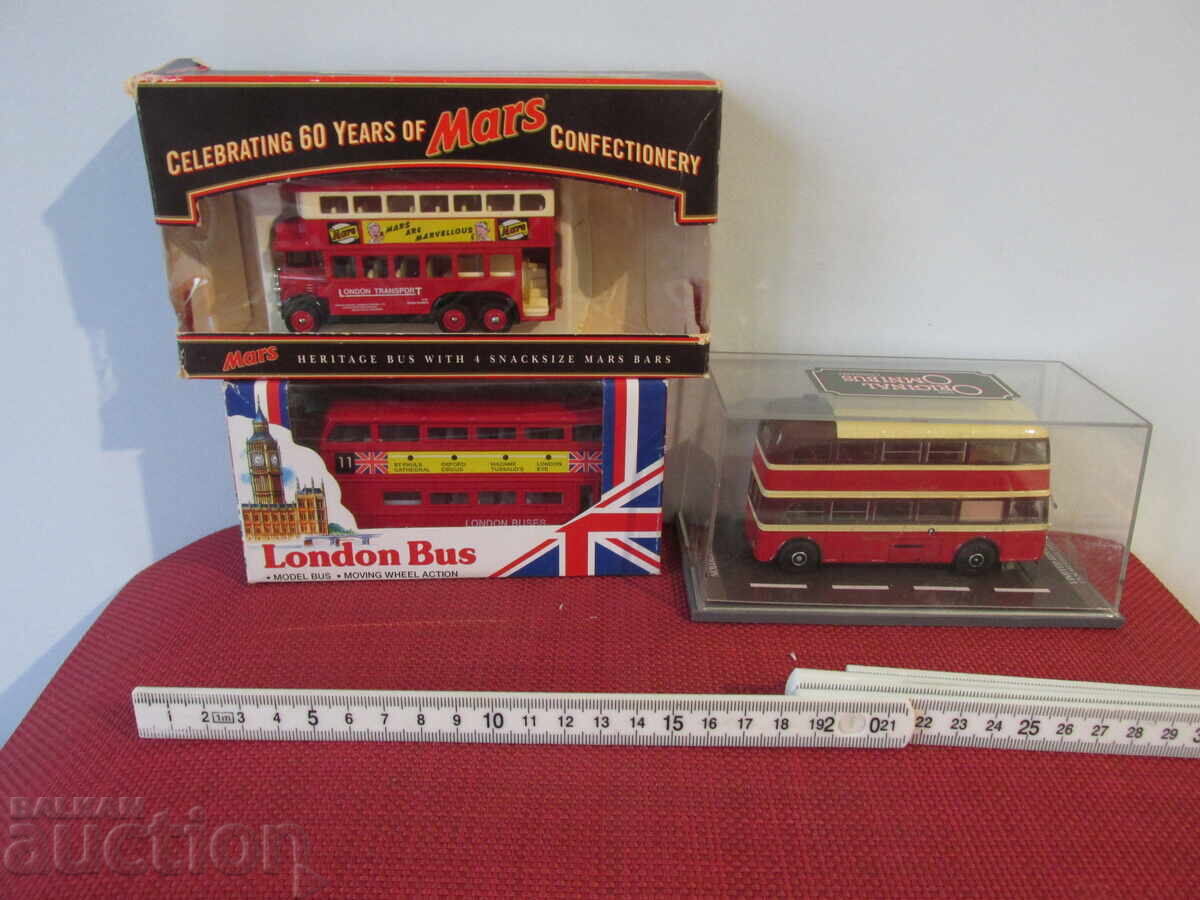 CELEBRATING 60 YEARS OF Mars CONFECTIONERY
Mars MARS ARE MARVELLOUS Mars
LONDON TRANSPORT
Mars HERITAGE BUS WITH 4 SNACKSIZE MARS BARS
11 ST PAUL'S CATHEDRAL OXFORD CIRCUS MADAME TUSSAUD'S LONDON EYE
LONDON BUSES
London Bus
• MODEL BUS • MOVING WHEEL ACTION
ORIGINAL OMNIBUS
1 2 1m 3 4 5 6 7 8 9 10 11 12 13 14 15 16 17 18 19 20 21 22 23 24 25 26 27 28 29 3
BALKAN
auction